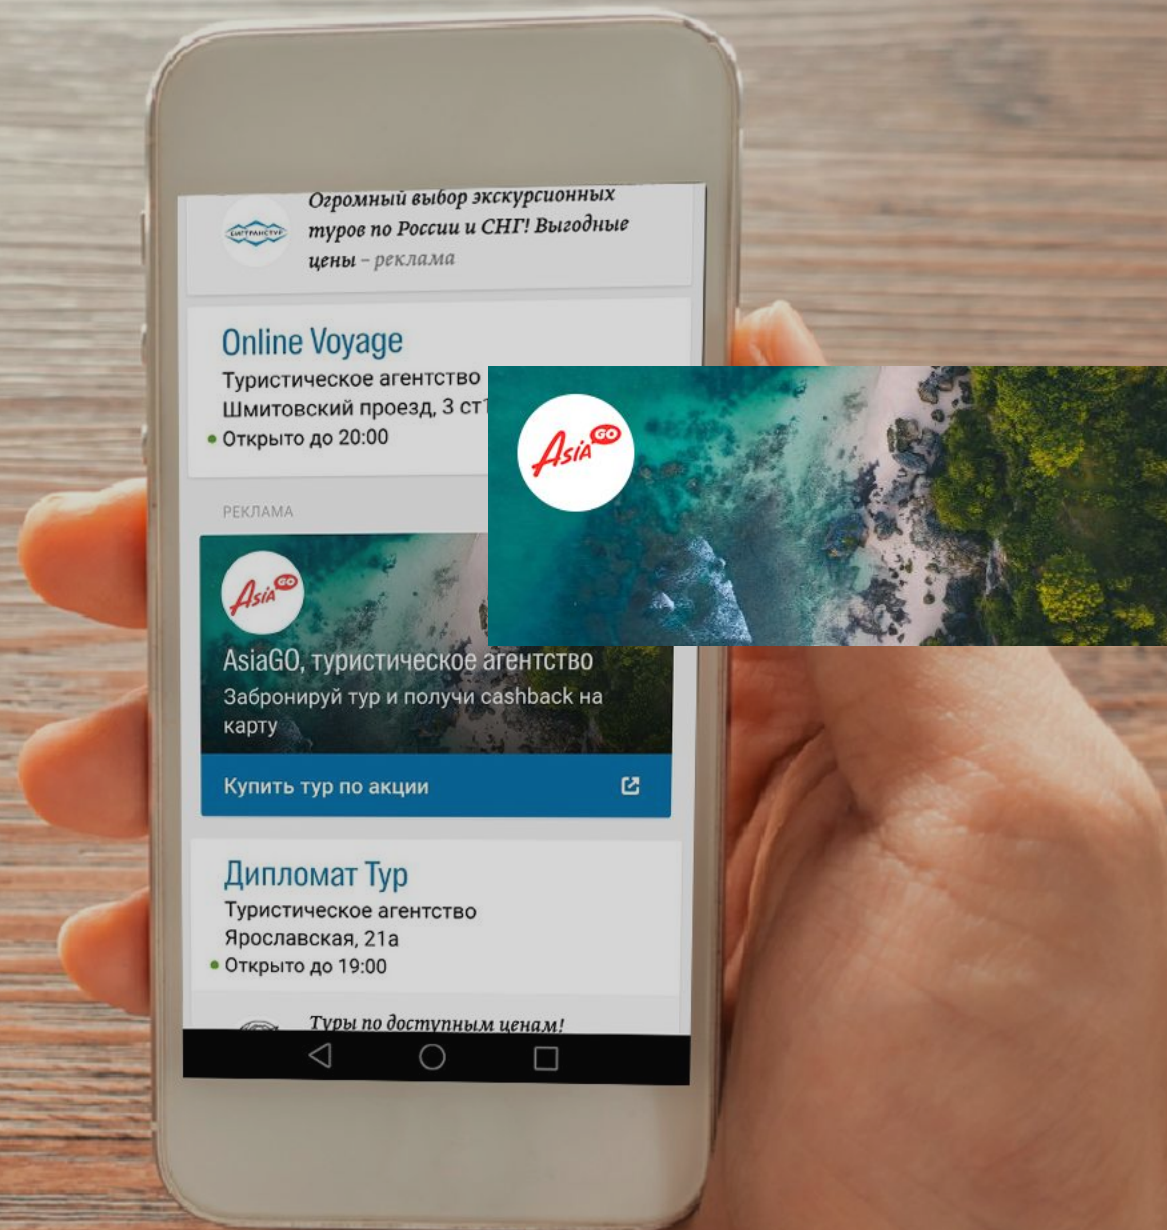 Огромный выбор экскурсионных
туров по России и СНГ! Выгодные
цены – реклама
БИГТРАНСТУР
Online Voyage
Туристическое агентство
Шмитовский проезд, 3 ст1
Открыто до 20:00
РЕКЛАМА
Asia GO
AsiaGO, туристическое агентство
Забронируй тур и получи cashback на
карту
Купить тур по акции
Asia GO
Дипломат Тур
Туристическое агентство
Ярославская, 21а
Открыто до 19:00
Туры по доступным ценам!